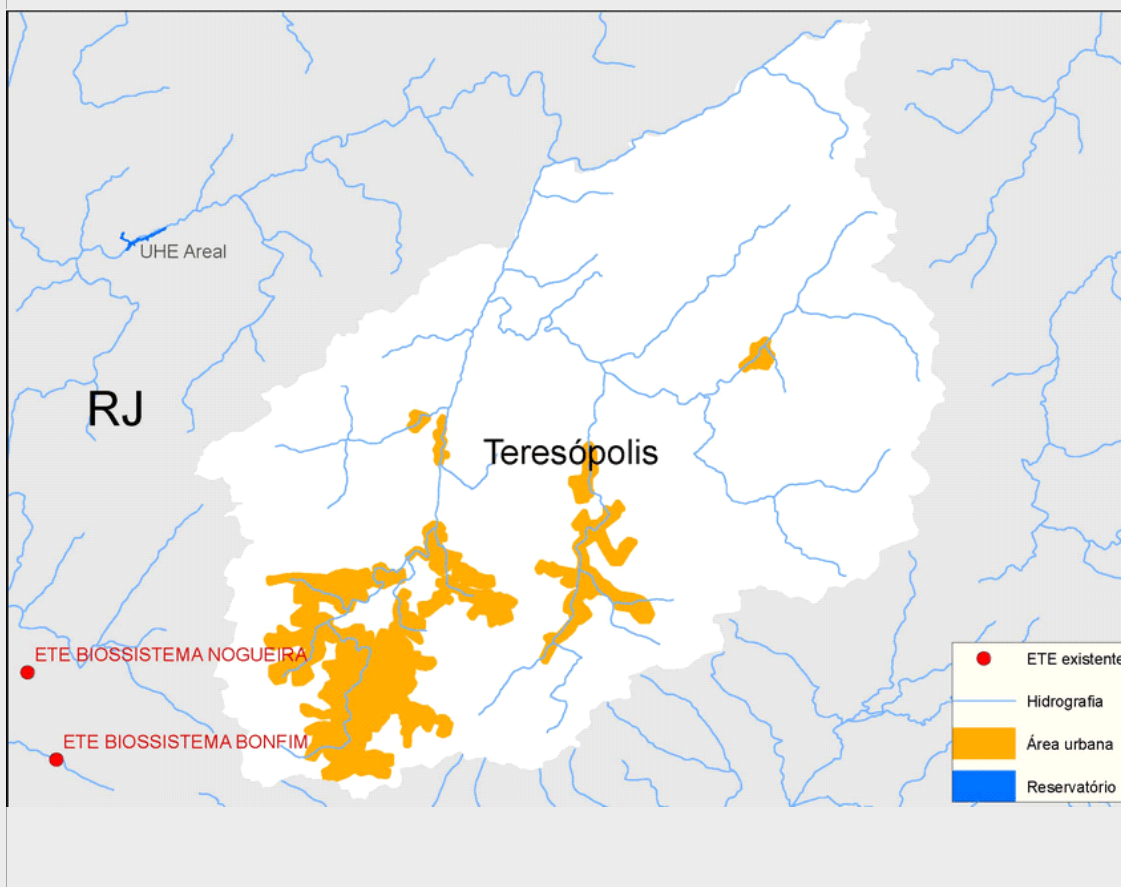 UHE Areal
RJ
Teresópolis
ETE BIOSSISTEMA NOGUEIRA
ETE BIOSSISTEMA BONFIM
ETE existente
Hidrografia
Área urbana
Reservatório